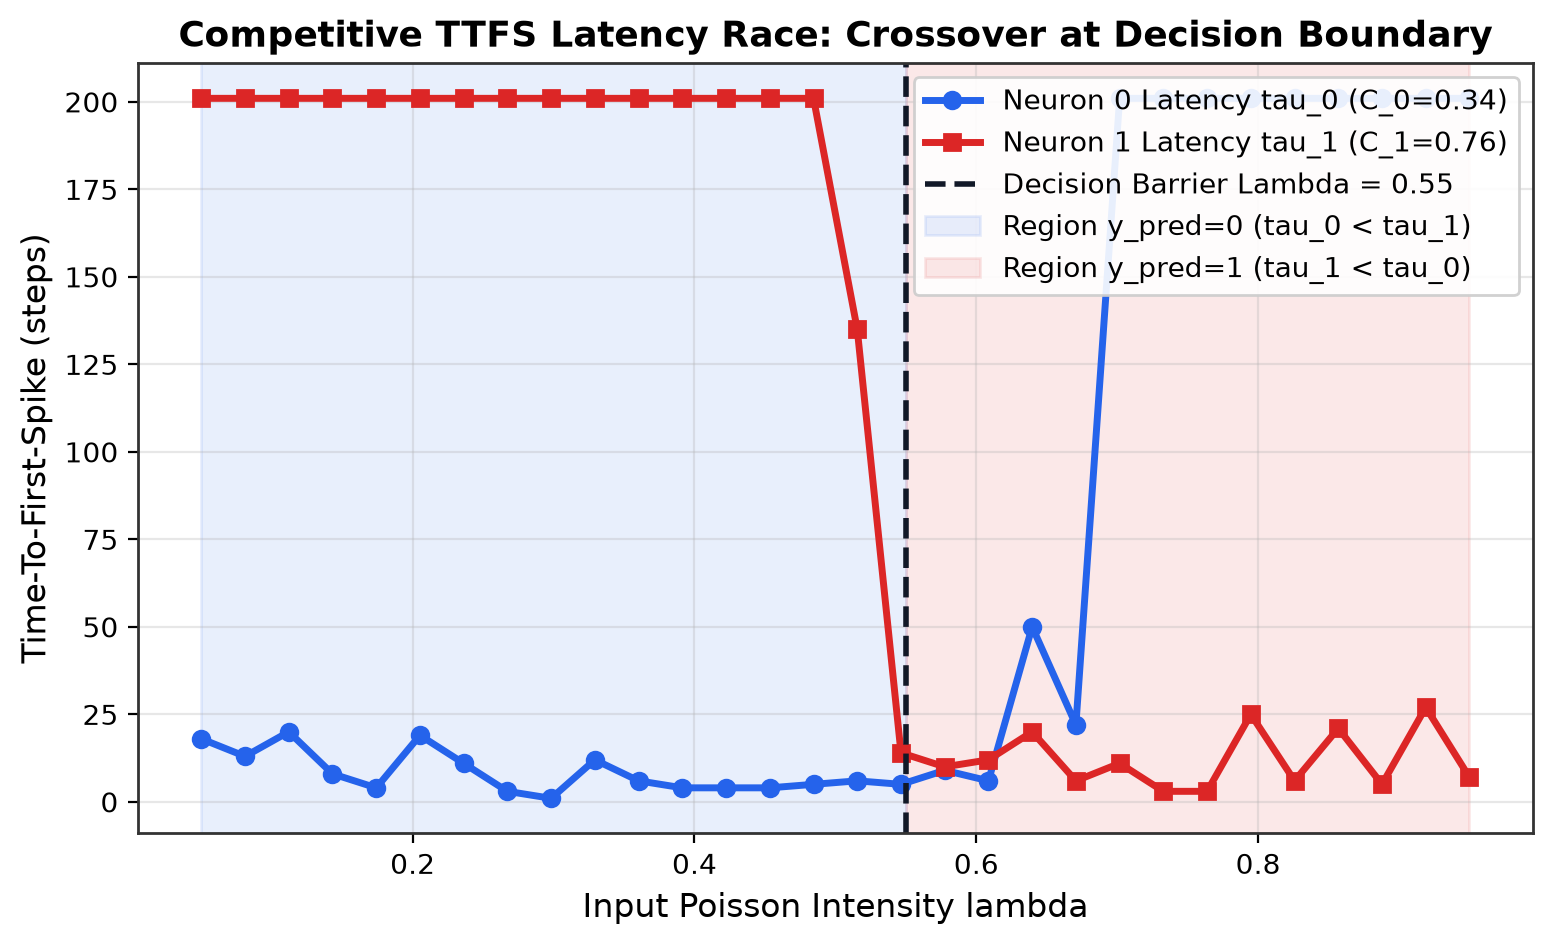 Competitive TTFS Latency Race: Crossover at Decision Boundary
Time-To-First-Spike (steps)
200
175
150
125
100
75
50
25
0
Neuron 0 Latency tau_0 (C_0=0.34)
Neuron 1 Latency tau_1 (C_1=0.76)
Decision Barrier Lambda = 0.55
Region y_pred=0 (tau_0 < tau_1)
Region y_pred=1 (tau_1 < tau_0)
0.2 0.4 0.6 0.8
Input Poisson Intensity lambda